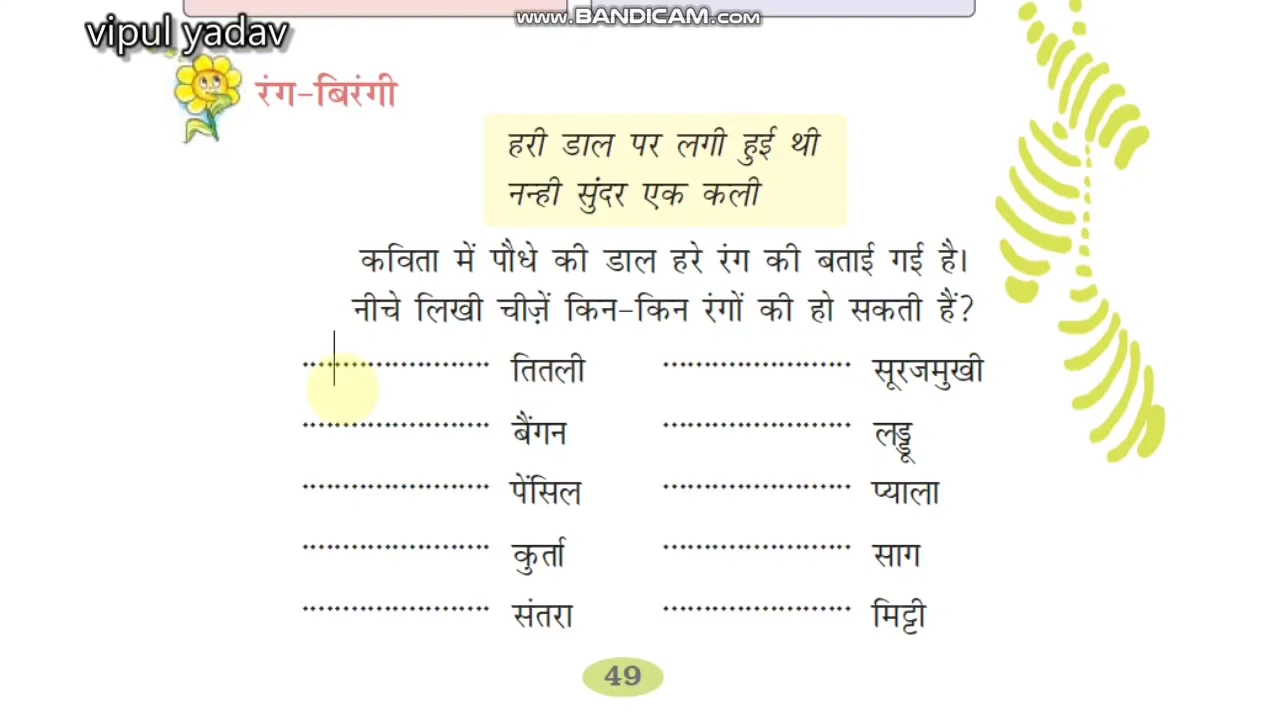 www.BANDICAM.com
vipul yadav
रंग-बिरंगी
हरी डाल पर लगी हुई थी
नन्ही सुंदर एक कली
कविता में पौधे की डाल हरे रंग की बताई गई है।
नीचे लिखी चीज़ें किन-किन रंगों की हो सकती हैं?
....................... तितली ....................... सूरजमुखी
....................... बैंगन ....................... लड्डू
....................... पेंसिल ....................... प्याला
....................... कुर्ता ....................... साग
....................... संतरा ....................... मिट्टी
49